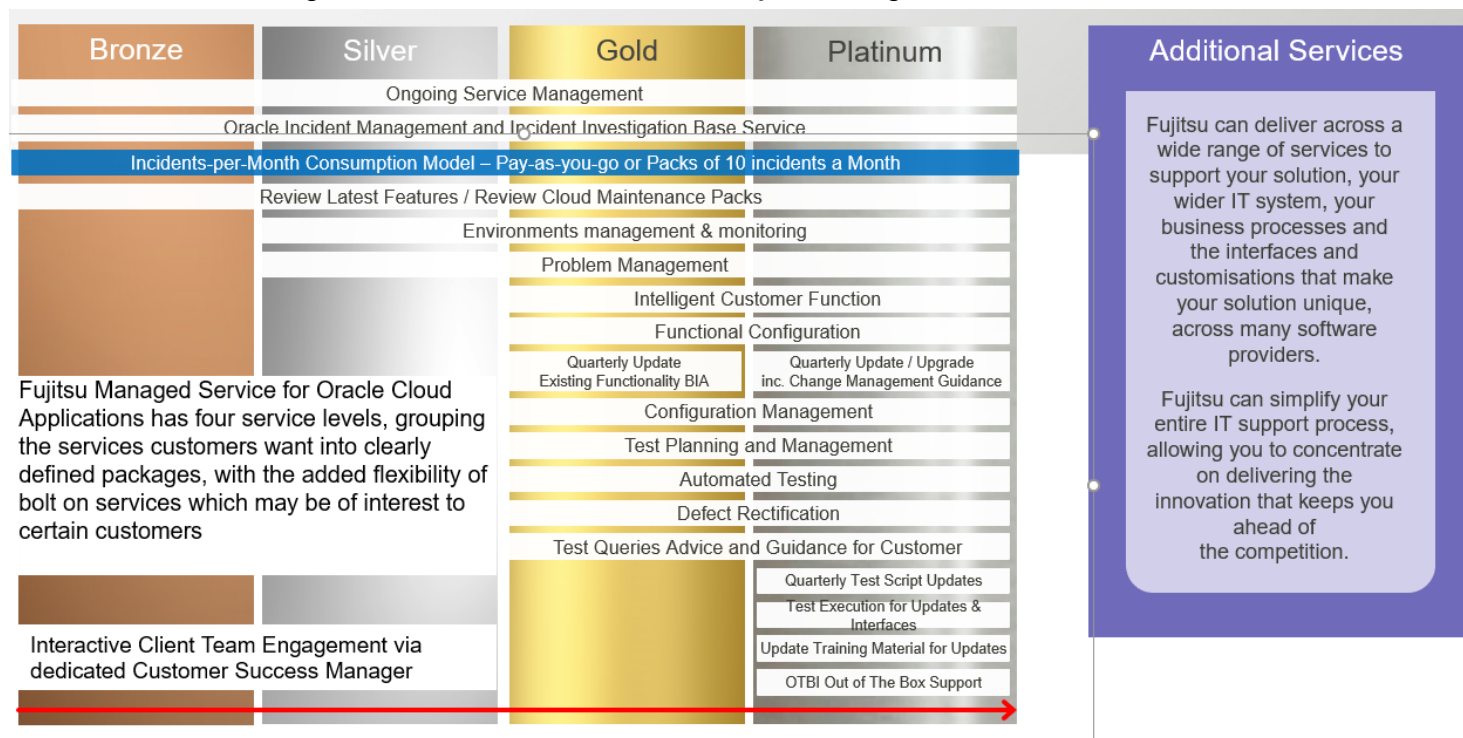 Bronze
Silver
Gold
Platinum
Ongoing Service Management
Oracle Incident Management and Incident Investigation Base Service
Incidents-per-Month Consumption Model – Pay-as-you-go or Packs of 10 incidents a Month
Review Latest Features / Review Cloud Maintenance Packs
Environments management & monitoring
Problem Management
Intelligent Customer Function
Functional Configuration
Quarterly Update
Existing Functionality BIA
Quarterly Update / Upgrade
inc. Change Management Guidance
Configuration Management
Test Planning and Management
Automated Testing
Defect Rectification
Test Queries Advice and Guidance for Customer
Quarterly Test Script Updates
Test Execution for Updates &
Interfaces
Update Training Material for Updates
OTBI Out of The Box Support
Fujitsu Managed Service for Oracle Cloud
Applications has four service levels, grouping
the services customers want into clearly
defined packages, with the added flexibility of
bolt on services which may be of interest to
certain customers
Interactive Client Team Engagement via
dedicated Customer Success Manager
Additional Services
Fujitsu can deliver across a
wide range of services to
support your solution, your
wider IT system, your
business processes and
the interfaces and
customisations that make
your solution unique,
across many software
providers.
Fujitsu can simplify your
entire IT support process,
allowing you to concentrate
on delivering the
innovation that keeps you
ahead of
the competition.